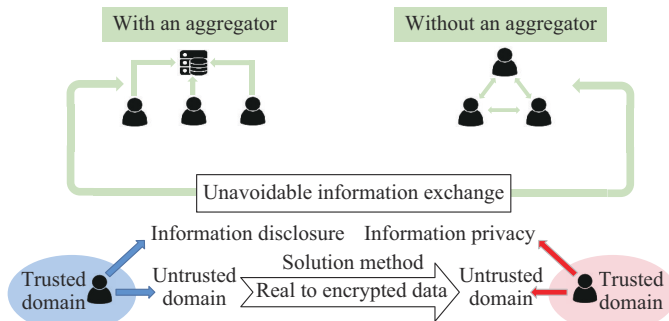 With an aggregator
Without an aggregator
Unavoidable information exchange
Information disclosure
Information privacy
Trusted
domain
Untrusted
domain
Solution method
Real to encrypted data
Untrusted
domain
Trusted
domain